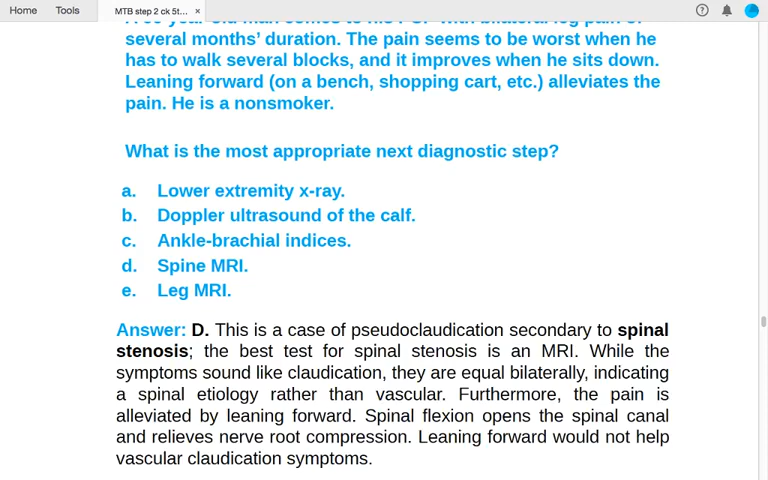 Home
Tools
MTB step 2 ck 5t...
×
?
several months’ duration. The pain seems to be worst when he
has to walk several blocks, and it improves when he sits down.
Leaning forward (on a bench, shopping cart, etc.) alleviates the
pain. He is a nonsmoker.
What is the most appropriate next diagnostic step?
a. Lower extremity x-ray.
b. Doppler ultrasound of the calf.
c. Ankle-brachial indices.
d. Spine MRI.
e. Leg MRI.
Answer: D. This is a case of pseudoclaudication secondary to spinal
stenosis; the best test for spinal stenosis is an MRI. While the
symptoms sound like claudication, they are equal bilaterally, indicating
a spinal etiology rather than vascular. Furthermore, the pain is
alleviated by leaning forward. Spinal flexion opens the spinal canal
and relieves nerve root compression. Leaning forward would not help
vascular claudication symptoms.